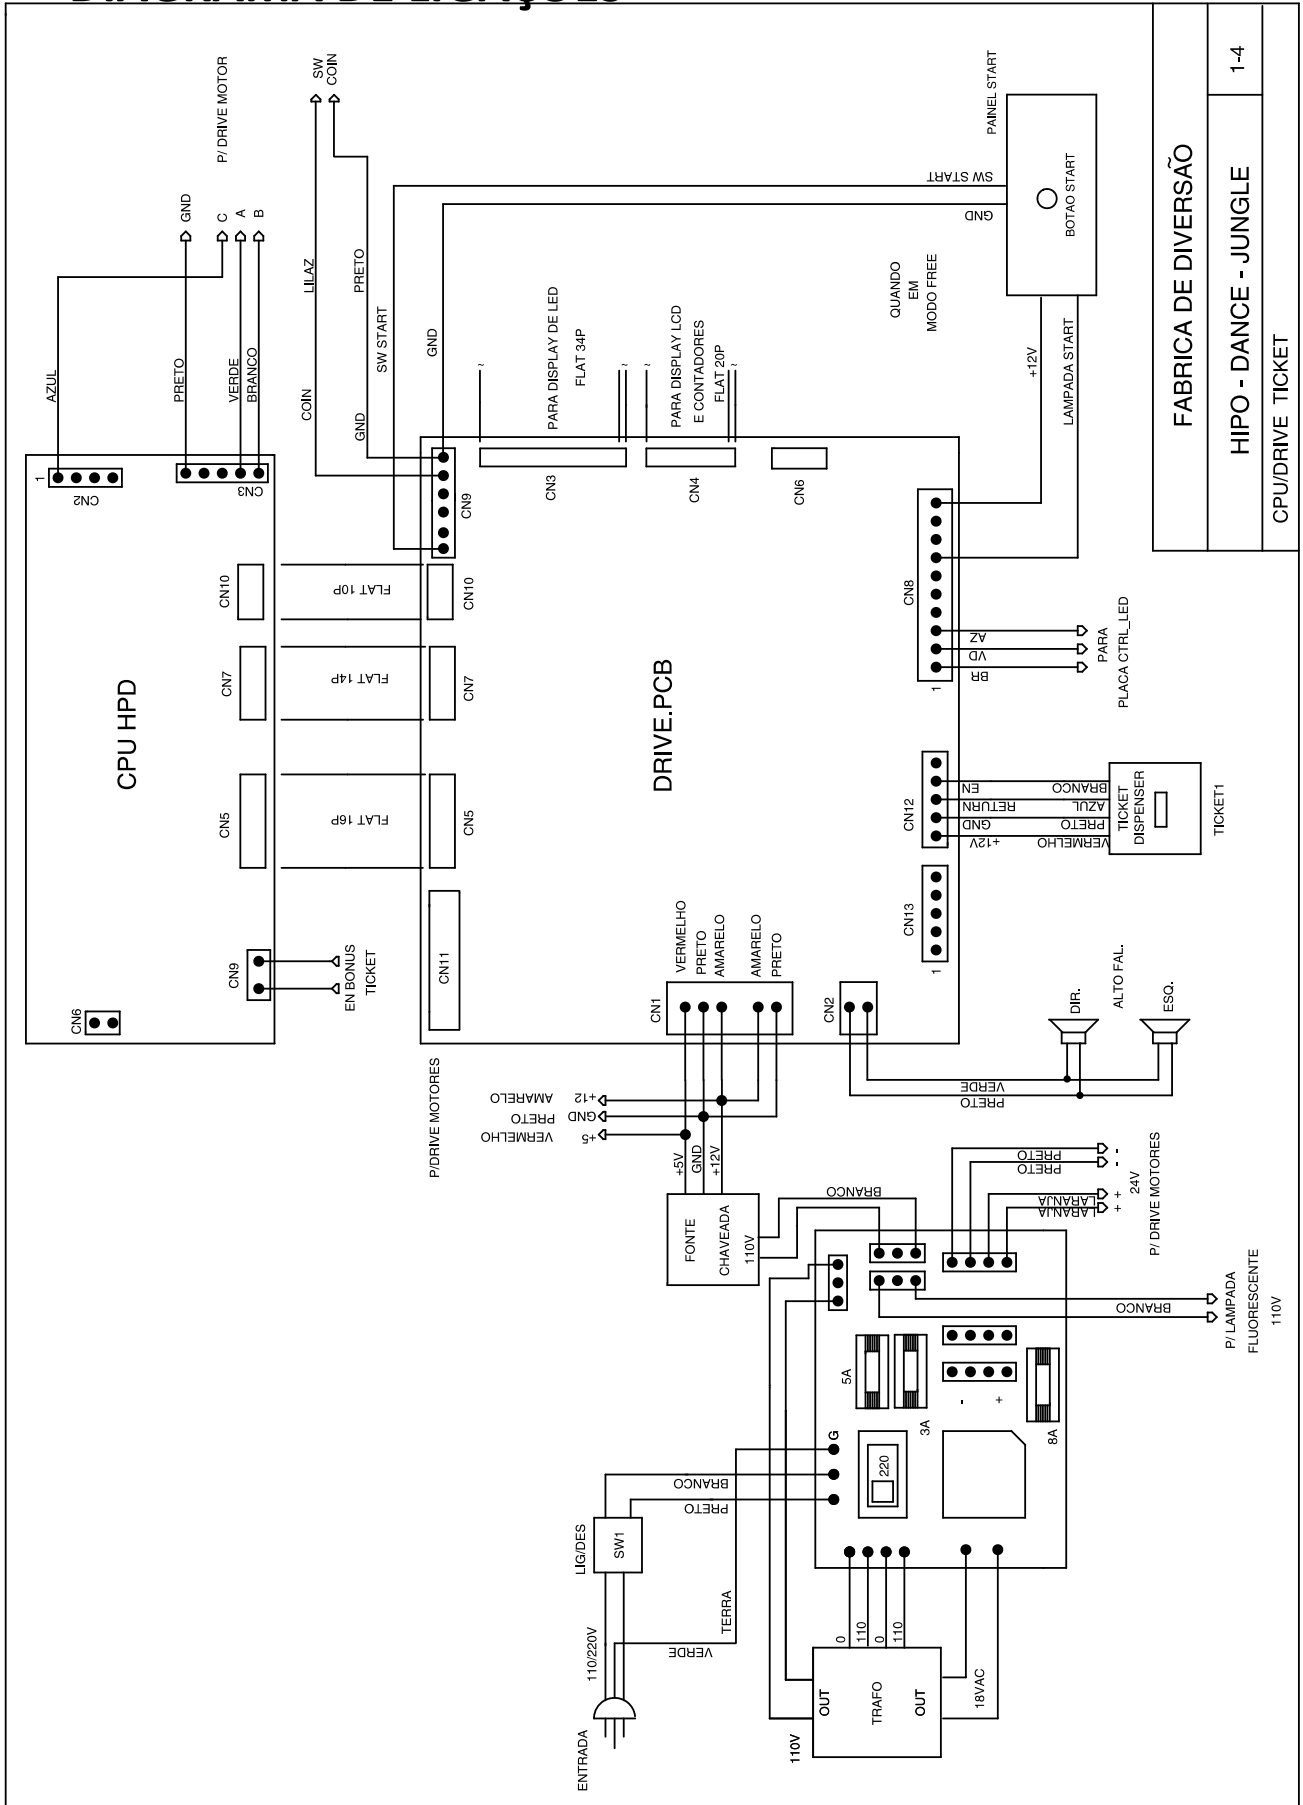 DIAGRAMA DE LIGAÇÕES
CPU HPD
CN6
CN9
EN BONUS
TICKET
CN5
FLAT 16P
CN5
CN7
FLAT 14P
CN7
CN10
FLAT 10P
CN10
1
CN2
AZUL
CN3
PRETO
VERDE
BRANCO
GND
C
A
B
P/ DRIVE MOTOR
SW
COIN
LILAZ
PRETO
COIN
GND
SW START
GND
SW START
GND
CN9
DRIVE.PCB
CN11
CN3
PARA DISPLAY DE LED
FLAT 34P
~
~
CN4
PARA DISPLAY LCD
E CONTADORES
FLAT 20P
~
~
CN6
QUANDO
EM
MODO FREE
PAINEL START
BOTAO START
+12V
LAMPADA START
CN8
1
AZ
VD
BR
PARA
PLACA CTRL_LED
CN12
EN
RETURN
GND
+12V
BRANCO
AZUL
PRETO
VERMELHO
TICKET
DISPENSER
TICKET1
CN13
1
CN1
VERMELHO
PRETO
AMARELO
AMARELO
PRETO
CN2
VERDE
PRETO
DIR.
ALTO FAL.
ESQ.
P/DRIVE MOTORES
+12 AMARELO
GND PRETO
+5 VERMELHO
+5V
GND
+12V
FONTE
CHAVEADA
110V
BRANCO
PRETO
PRETO
LARANJA
LARANJA
-
-
+
+
24V
P/ DRIVE MOTORES
BRANCO
P/ LAMPADA
FLUORESCENTE
110V
5A
3A
8A
-
+
G
220
BRANCO
PRETO
LIG/DES
SW1
110/220V
TERRA
VERDE
ENTRADA
0
110
0
110
OUT
TRAFO
OUT
110V
18VAC
FABRICA DE DIVERSÃO
HIPO - DANCE - JUNGLE
1-4
CPU/DRIVE TICKET